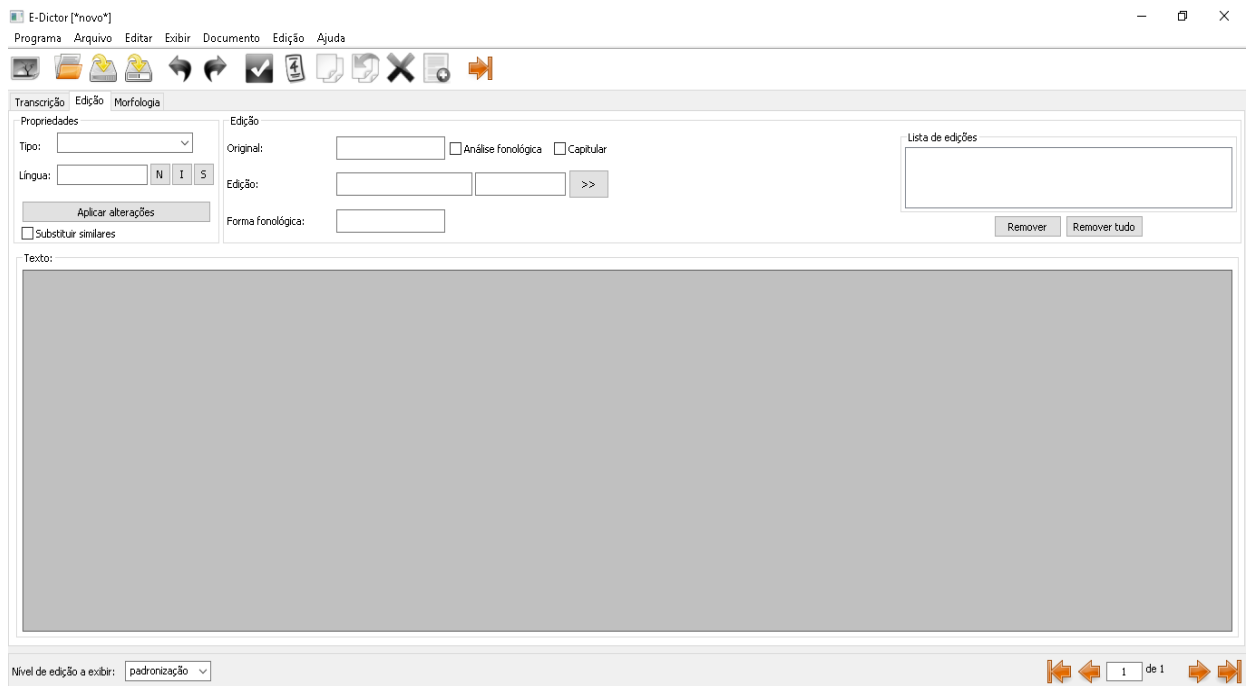 E-Dictor [*novo*]
Programa Arquivo Editar Exibir Documento Edição Ajuda
Transcrição Edição Morfologia
Propriedades
Tipo:
Língua: N I S
Aplicar alterações
Substituir similares
Edição
Original: Análise fonológica Capitular
Edição: >>
Forma fonológica:
Lista de edições
Remover Remover tudo
Texto:
Nível de edição a exibir: padronização 1 de 1